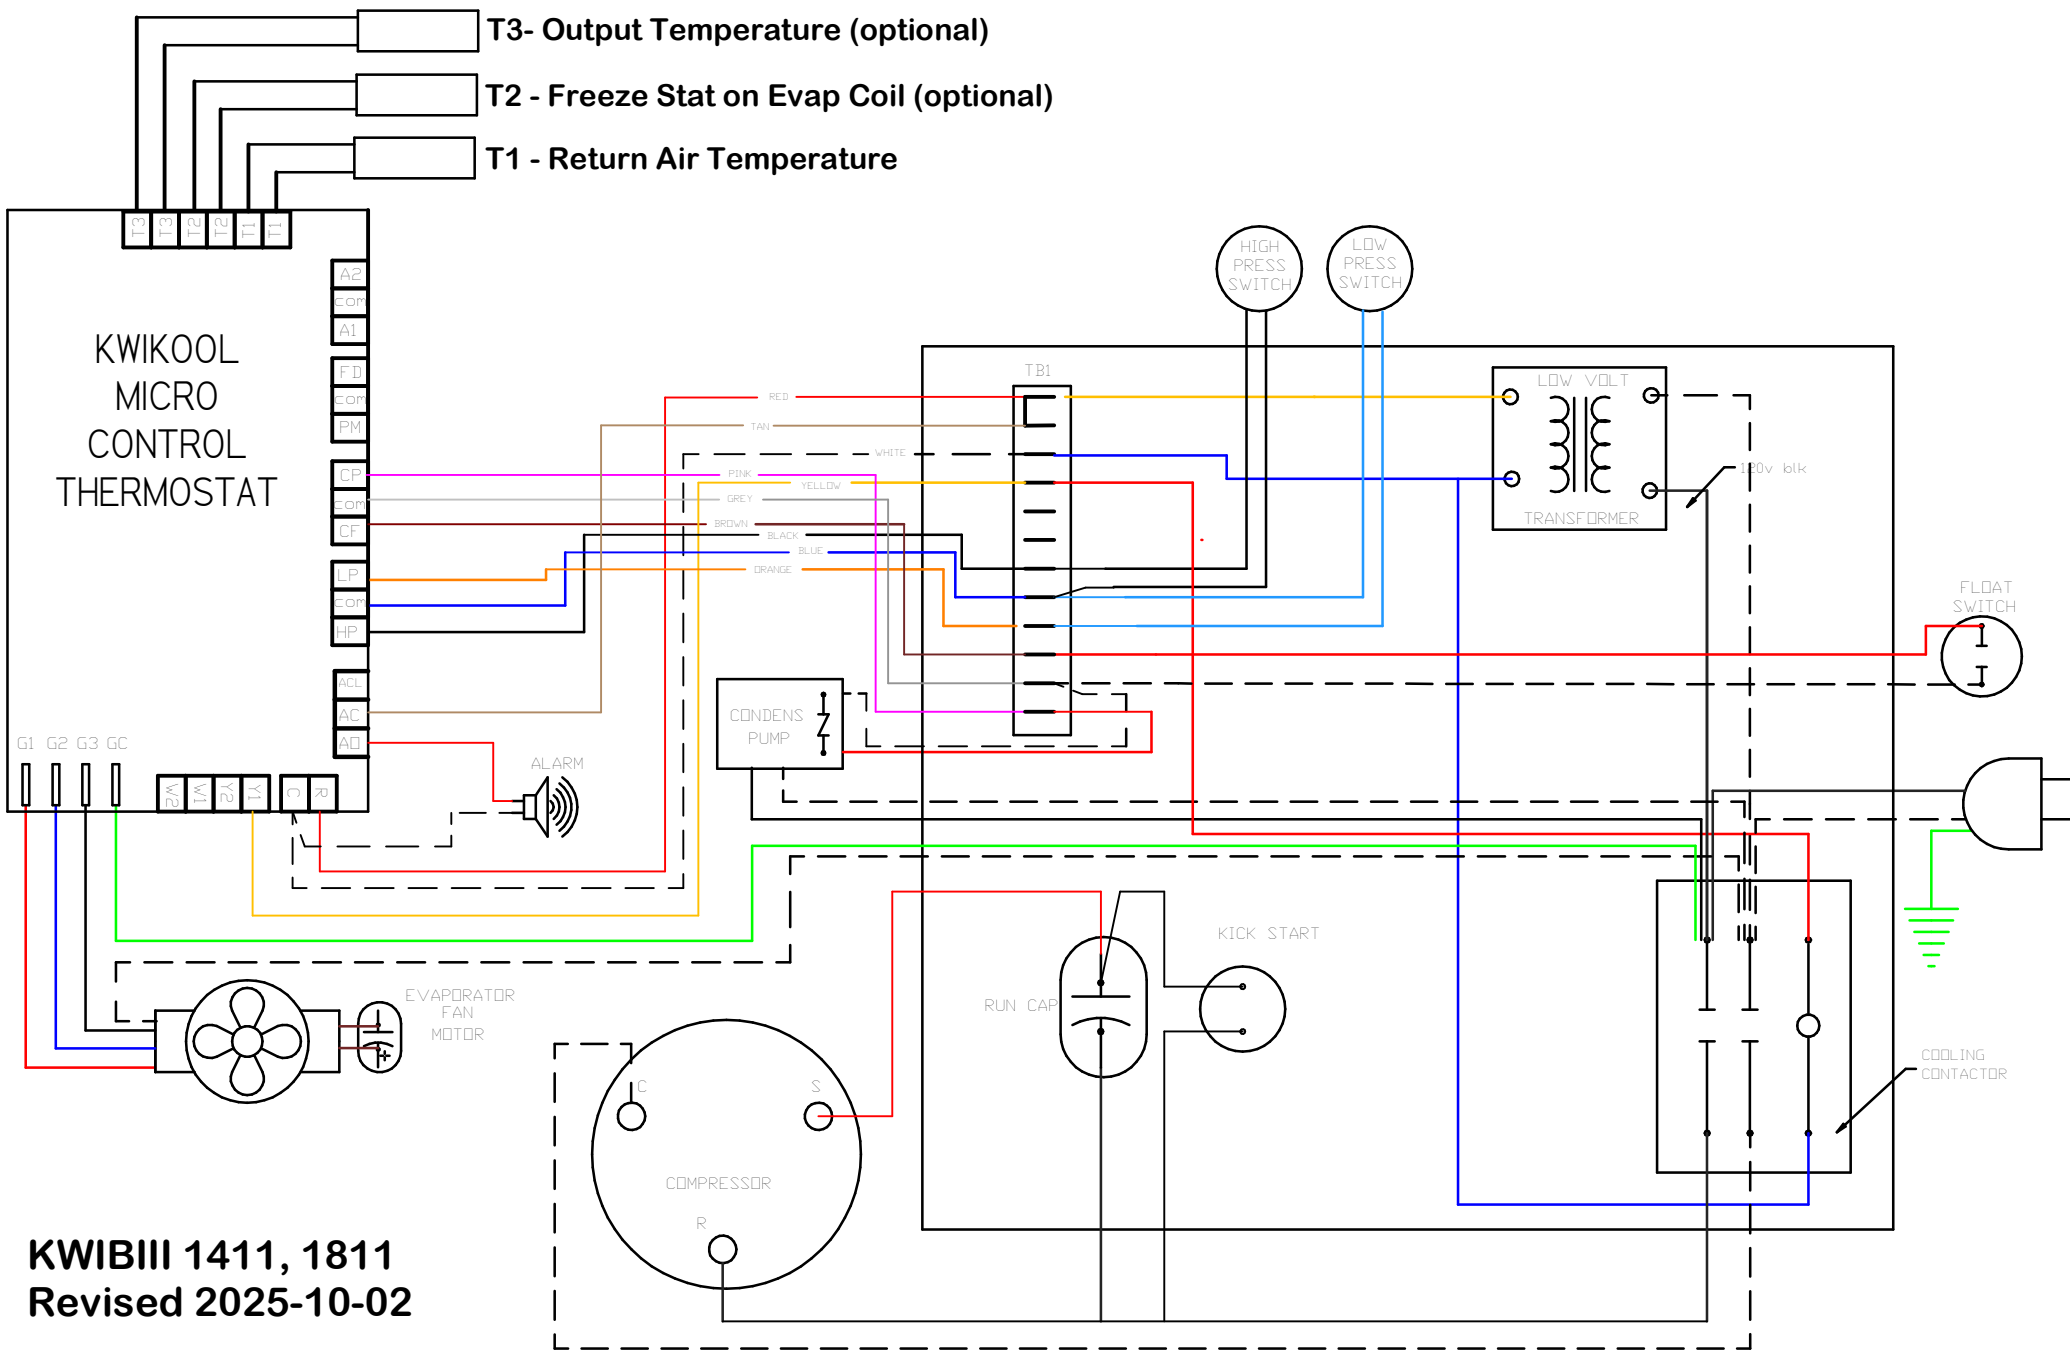 T3- Output Temperature (optional)
T2 - Freeze Stat on Evap Coil (optional)
T1 - Return Air Temperature
T3
T3
T2
T2
T1
T1
A2
COM
A1
FD
COM
PM
CP
COM
CF
LP
COM
HP
ACL
AC
AO
KWIKOOL
MICRO
CONTROL
THERMOSTAT
G1 G2 G3 GC
W2
W1
Y2
Y1
C
R
HIGH
PRESS
SWITCH
LOW
PRESS
SWITCH
TB1
RED
TAN
WHITE
PINK
YELLOW
GREY
BROWN
BLACK
BLUE
ORANGE
LOW VOLT
TRANSFORMER
120v blk
FLOAT
SWITCH
CONDENS
PUMP
ALARM
EVAPORATOR
FAN
MOTOR
RUN CAP
KICK START
COOLING
CONTACTOR
C
S
COMPRESSOR
R
KWIBIII 1411, 1811
Revised 2025-10-02